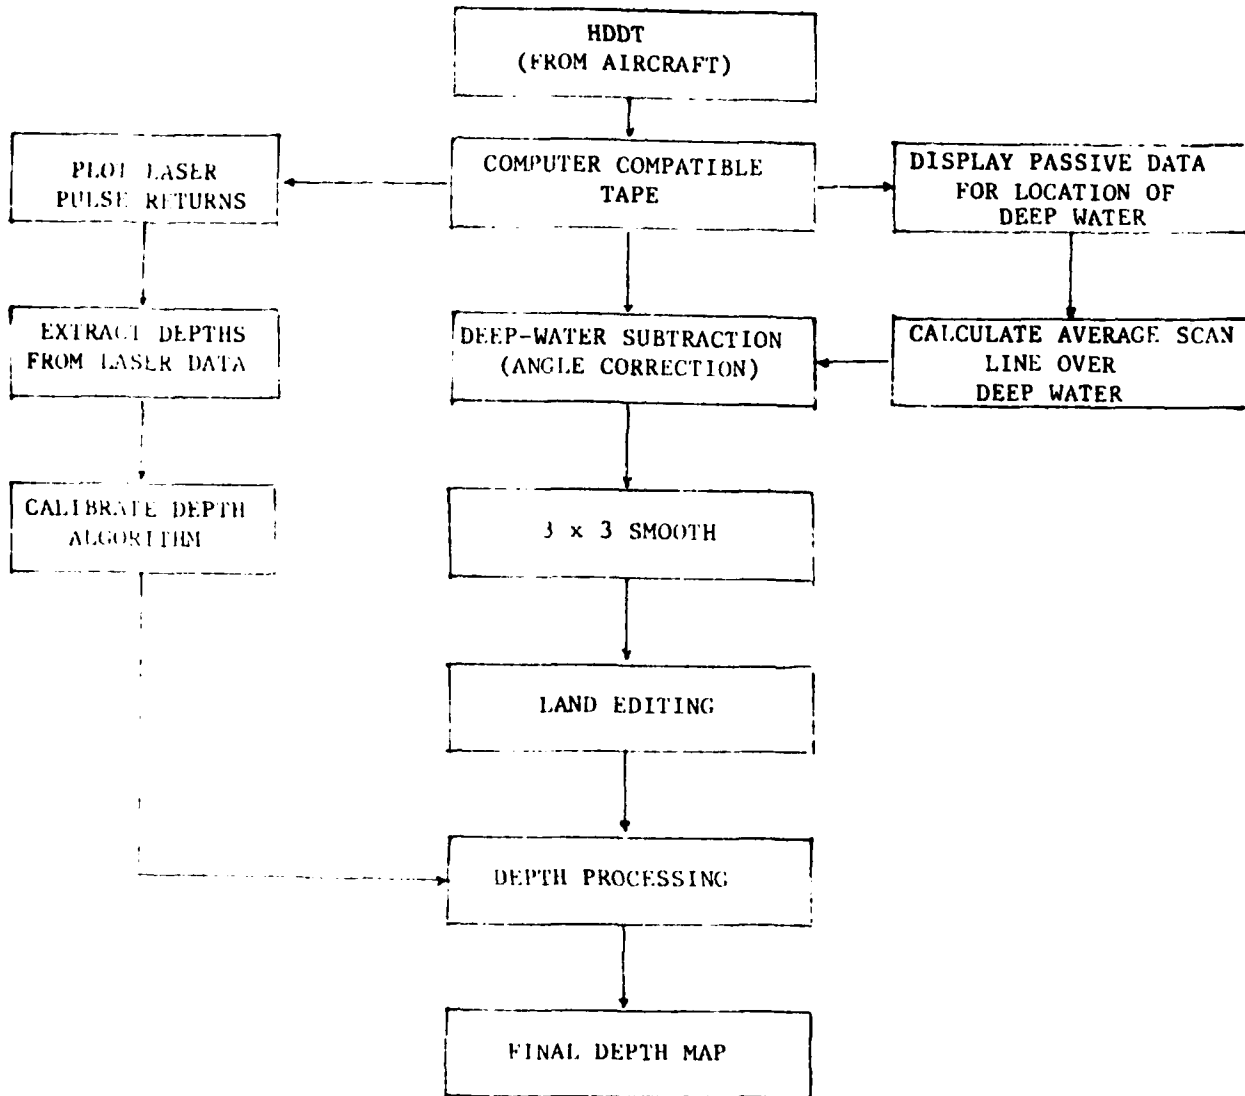 HDDT
(FROM AIRCRAFT)
PLOT LASER
PULSE RETURNS
COMPUTER COMPATIBLE
TAPE
DISPLAY PASSIVE DATA
FOR LOCATION OF
DEEP WATER
EXTRACT DEPTHS
FROM LASER DATA
DEEP-WATER SUBTRACTION
(ANGLE CORRECTION)
CALCULATE AVERAGE SCAN
LINE OVER
DEEP WATER
CALIBRATE DEPTH
ALGORITHM
3 x 3 SMOOTH
LAND EDITING
DEPTH PROCESSING
FINAL DEPTH MAP